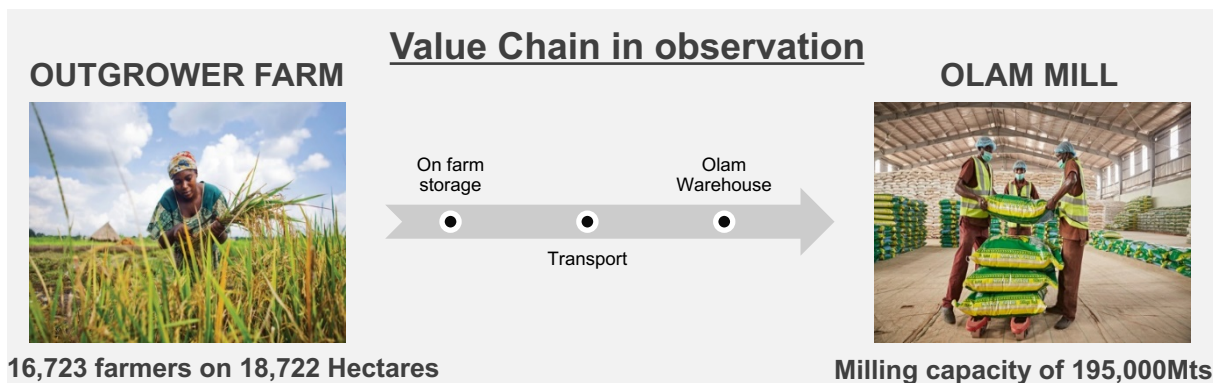 Value Chain in observation
OUTGROWER FARM
OLAM MILL
On farm
storage
Olam
Warehouse
Transport
16,723 farmers on 18,722 Hectares
Milling capacity of 195,000Mts